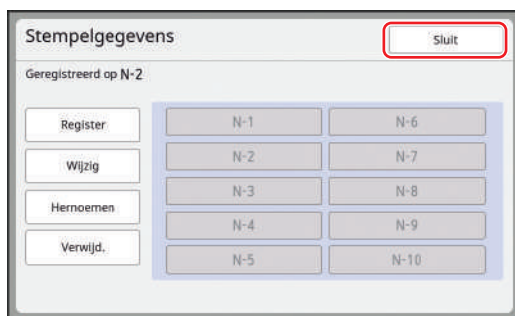 Stempelgegevens
Sluit
Geregistreerd op N-2
Register
Wijzig
Hernoemen
Verwijd.
N-1
N-6
N-2
N-7
N-3
N-8
N-4
N-9
N-5
N-10